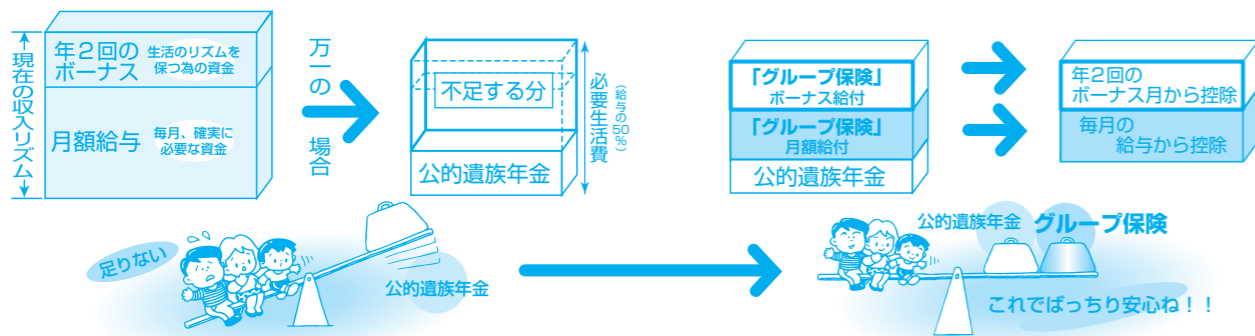 現在の収入リズム
年2回の
ボーナス
生活のリズムを
保つ為の資金
月額給与
毎月、確実に
必要な資金
万一の場合
不足する分
公的遺族年金
必要生活費
(給与の50%)
「グループ保険」
ボーナス給付
「グループ保険」
月額給付
公的遺族年金
年2回の
ボーナス月から控除
毎月の
給与から控除
足りない
公的遺族年金
公的遺族年金
グループ保険
これでばっちり安心ね!!